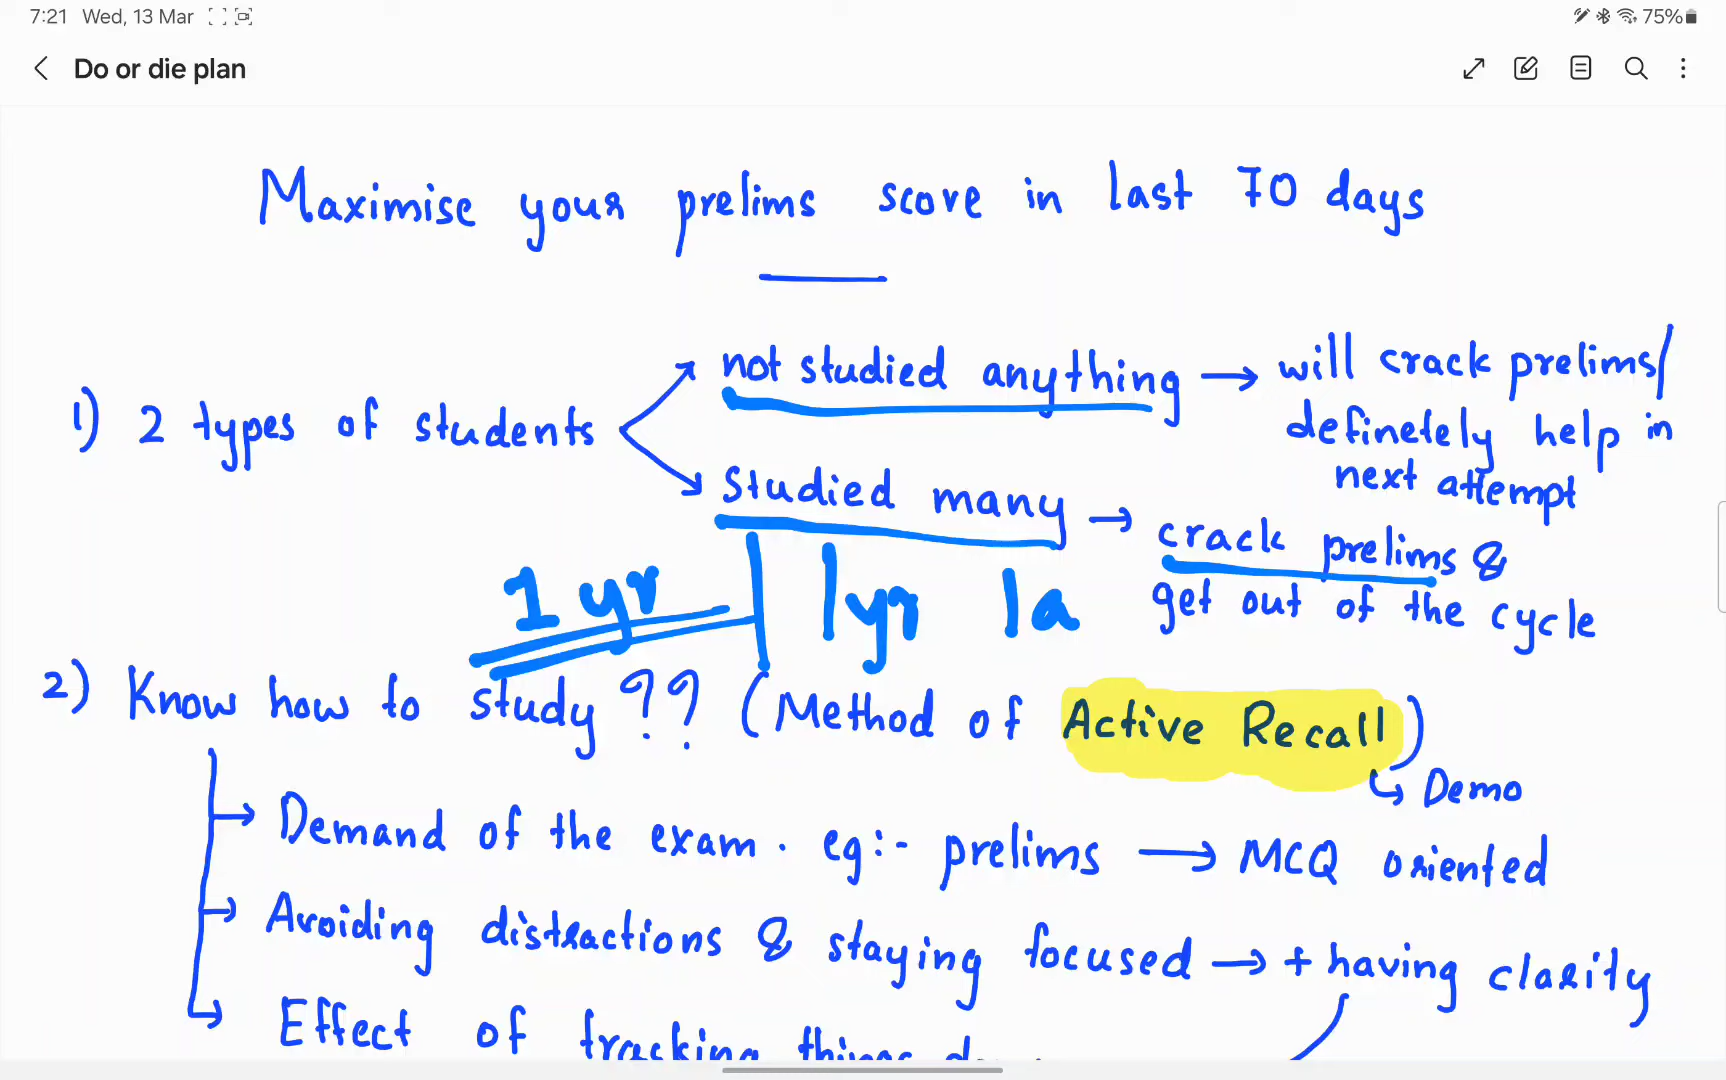 7:21 Wed, 13 Mar 75%
Do or die plan
Maximise your prelims score in last 70 days
1) 2 types of students
not studied anything → will crack prelims/
definetely help in
next attempt
studied many → crack prelims &
get out of the cycle
1 yr | 1yr 1a
2) Know how to study ?? (Method of Active Recall)
↳ Demo
→ Demand of the exam. eg:- prelims → MCQ oriented
→ Avoiding distractions & staying focused → + having clarity
→ Effect of tracking things